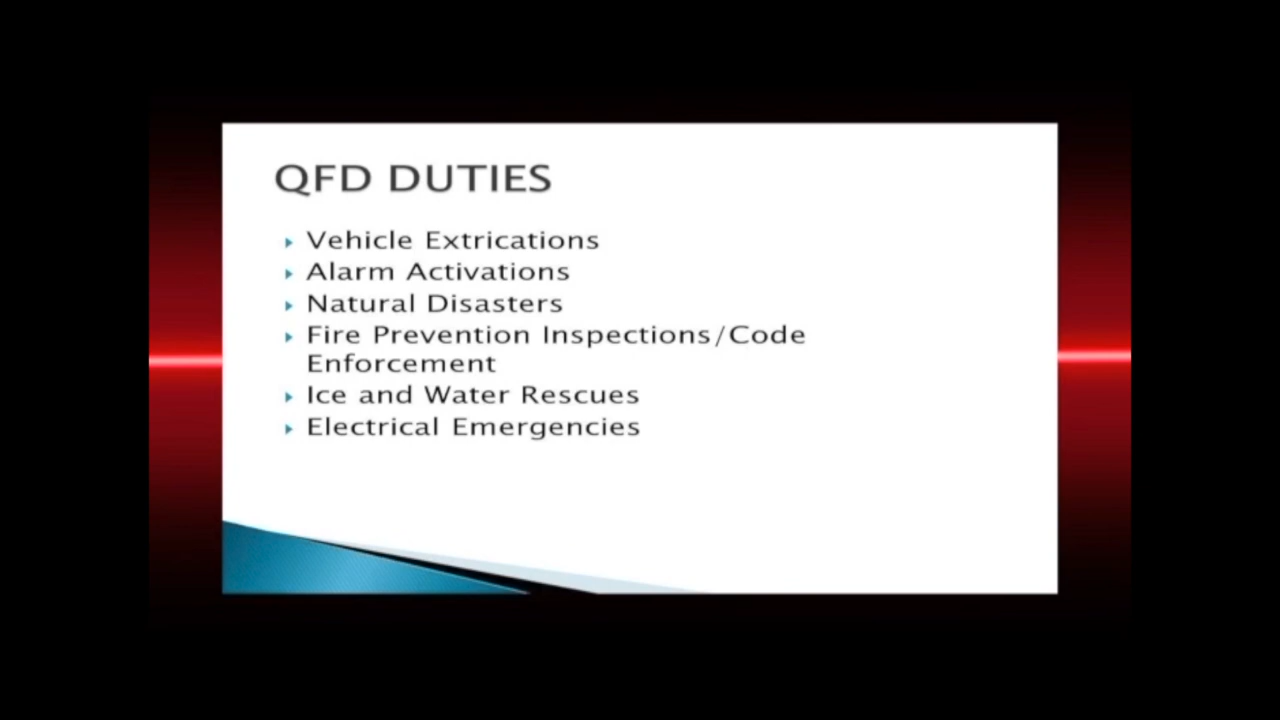 QFD DUTIES
Vehicle Extrications
Alarm Activations
Natural Disasters
Fire Prevention Inspections/Code
Enforcement
Ice and Water Rescues
Electrical Emergencies